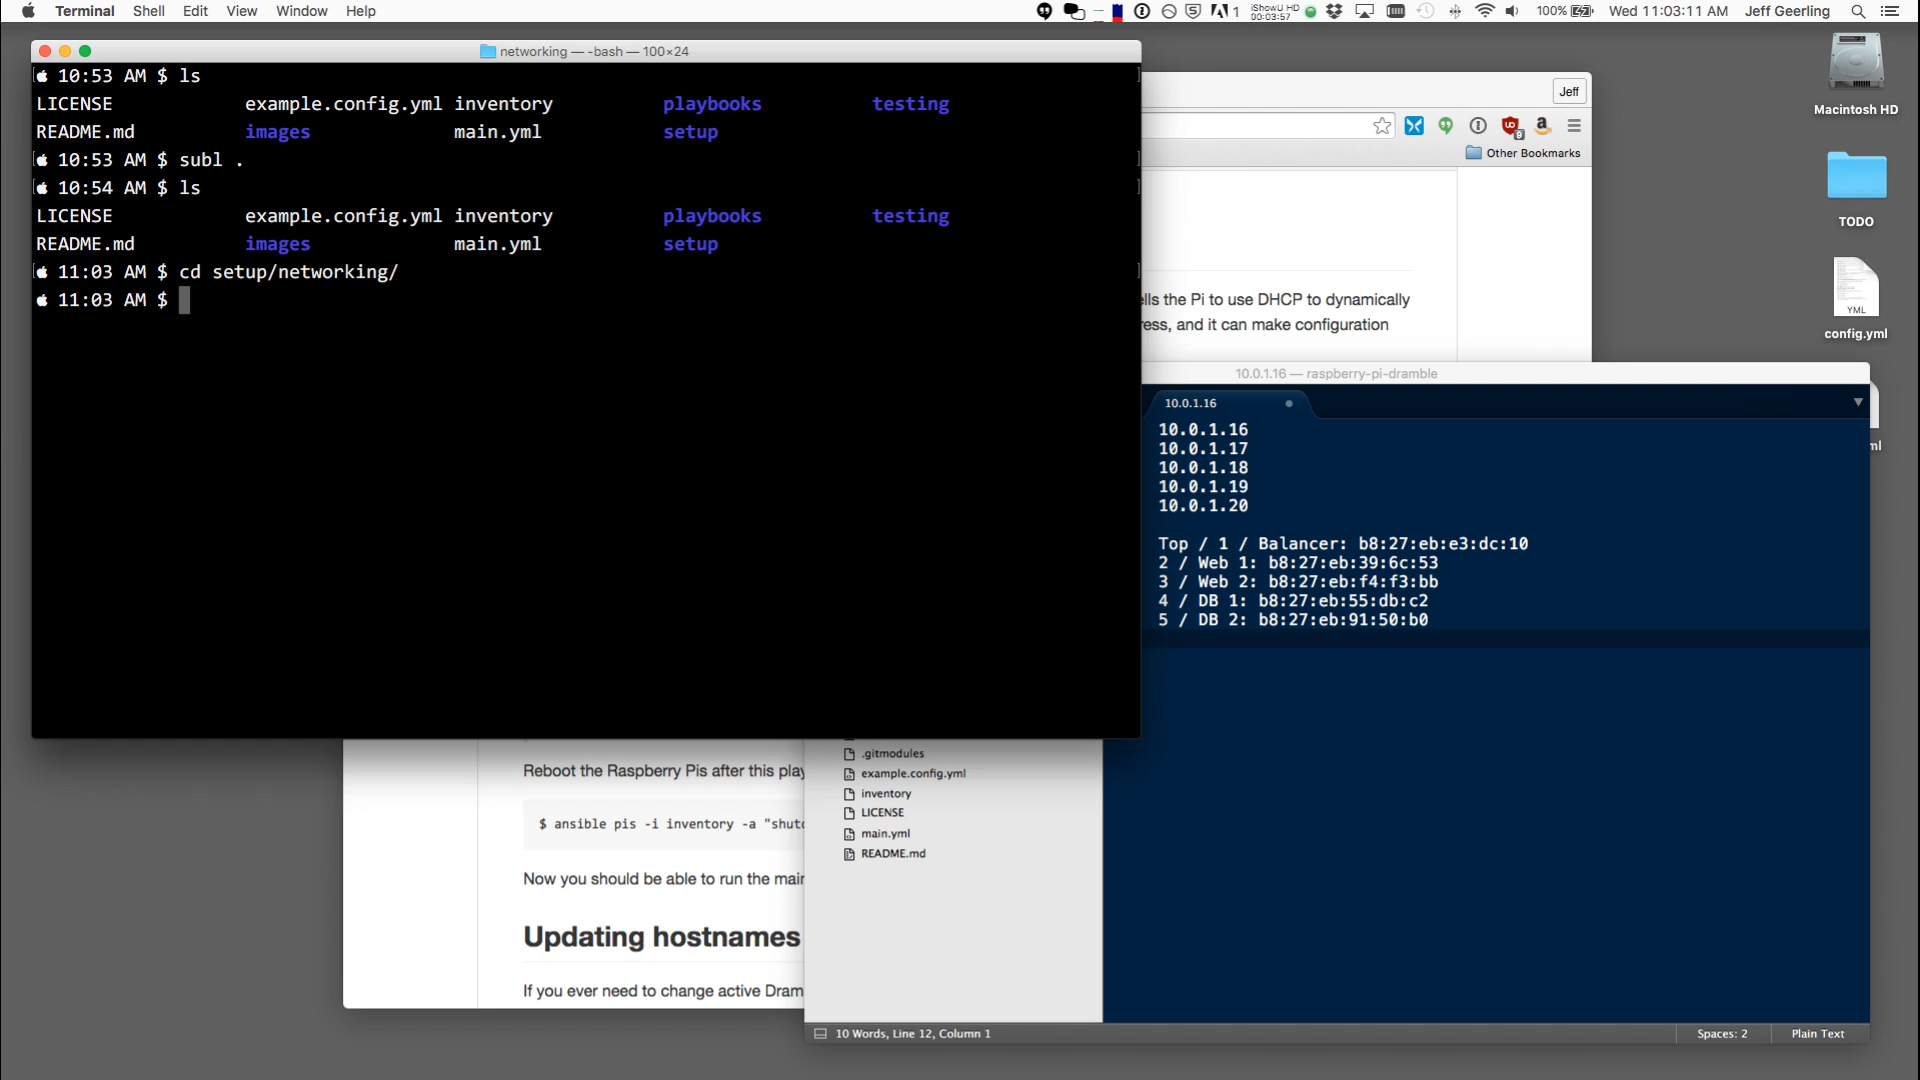 Terminal Shell Edit View Window Help
1 iShowU HD 00:03:57 100% Wed 11:03:11 AM Jeff Geerling
networking — -bash — 100×24
10:53 AM $ ls
LICENSE example.config.yml inventory playbooks testing
README.md images main.yml setup
10:53 AM $ subl .
10:54 AM $ ls
LICENSE example.config.yml inventory playbooks testing
README.md images main.yml setup
11:03 AM $ cd setup/networking/
11:03 AM $
Jeff
Other Bookmarks
ells the Pi to use DHCP to dynamically
ress, and it can make configuration
Macintosh HD
TODO
YML
config.yml
ml
10.0.1.16 — raspberry-pi-dramble
10.0.1.16
10.0.1.16
10.0.1.17
10.0.1.18
10.0.1.19
10.0.1.20
Top / 1 / Balancer: b8:27:eb:e3:dc:10
2 / Web 1: b8:27:eb:39:6c:53
3 / Web 2: b8:27:eb:f4:f3:bb
4 / DB 1: b8:27:eb:55:db:c2
5 / DB 2: b8:27:eb:91:50:b0
.gitmodules
example.config.yml
inventory
LICENSE
main.yml
README.md
Reboot the Raspberry Pis after this play
$ ansible pis -i inventory -a "shutd
Now you should be able to run the main
Updating hostnames
If you ever need to change active Dram
10 Words, Line 12, Column 1
Spaces: 2 Plain Text